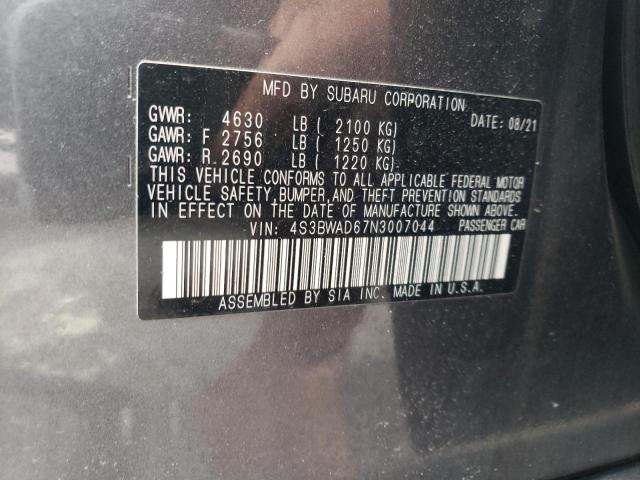 MFD BY SUBARU CORPORATION
DATE: 08/21
GVWR: 4630 LB ( 2100 KG)
GAWR: F 2756 LB ( 1250 KG)
GAWR: R.2690 LB ( 1220 KG).
THIS VEHICLE CONFORMS TO ALL APPLICABLE FEDERAL MOTOR
VEHICLE SAFETY, BUMPER, AND THEFT PREVENTION STANDARDS
IN EFFECT ON THE DATE OF MANUFACTURE SHOWN ABOVE.
VIN: 4S3BWAD67N3007044 PASSENGER CAR
ASSEMBLED BY SIA INC. MADE IN U.S.A.